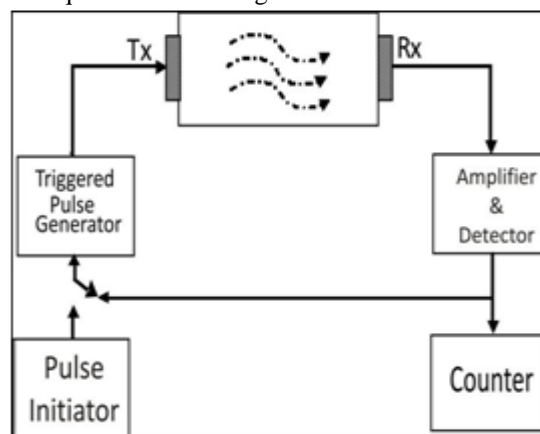 Tx
Rx
Triggered
Pulse
Generator
Amplifier
&
Detector
Pulse
Initiator
Counter